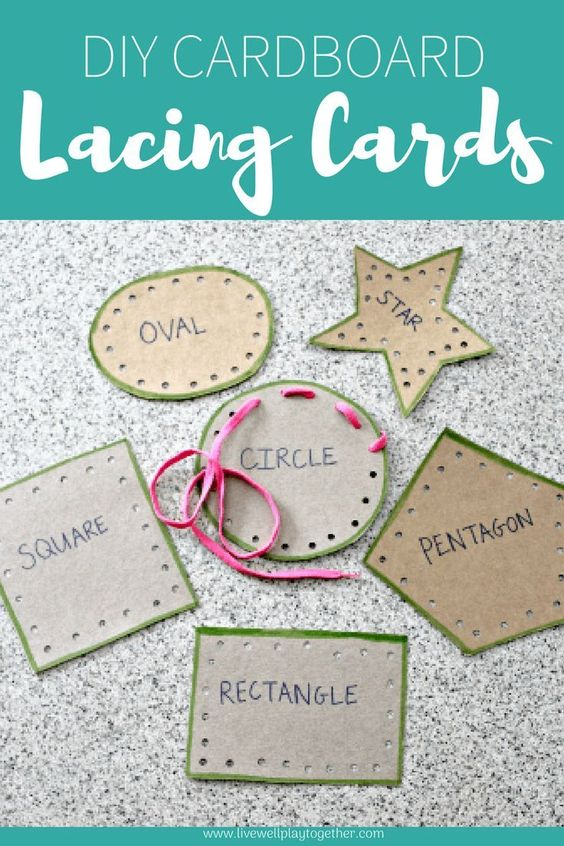 DIY CARDBOARD
Lacing Cards
OVAL
STAR
CIRCLE
SQUARE
PENTAGON
RECTANGLE
www.livewellplaytogether.com